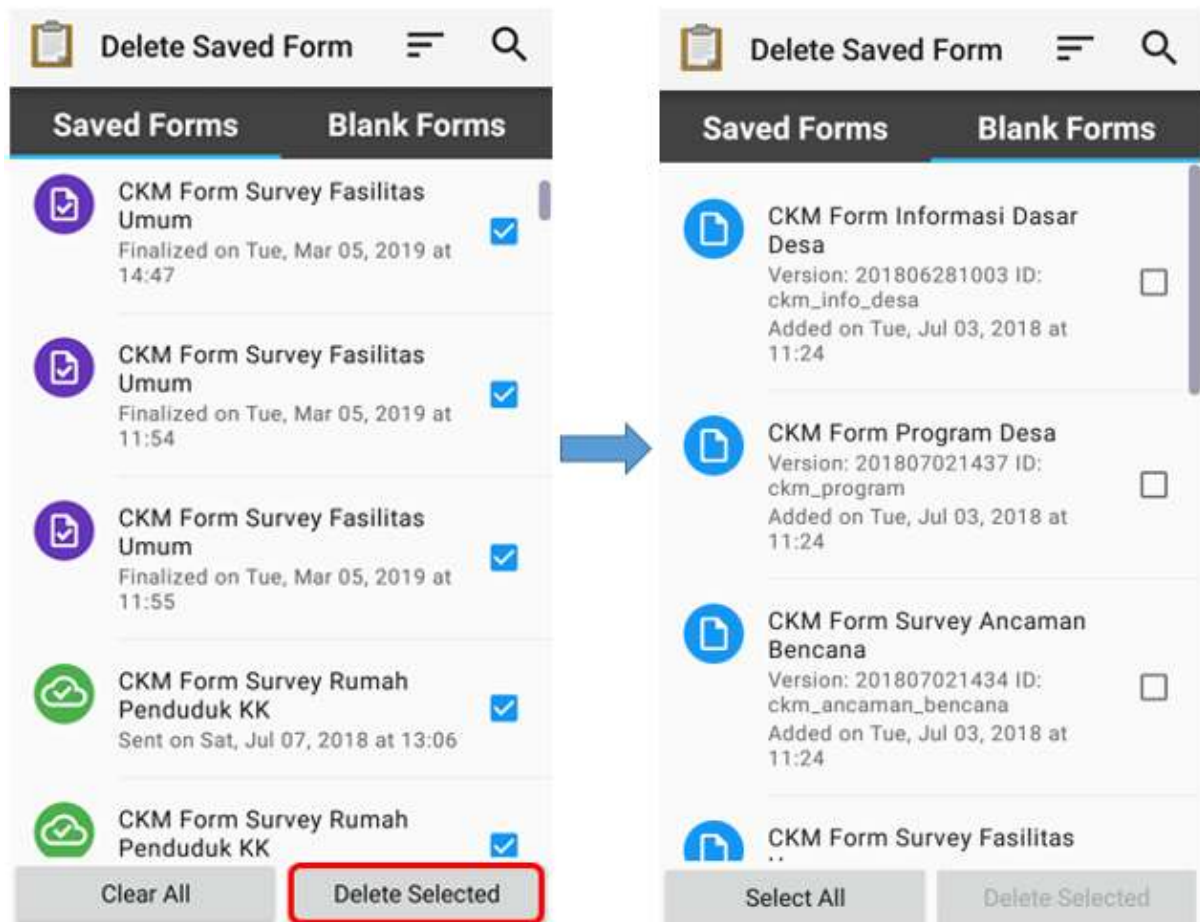 Delete Saved Form
Saved Forms
Blank Forms
CKM Form Survey Fasilitas
Umum
Finalized on Tue, Mar 05, 2019 at
14:47
CKM Form Survey Fasilitas
Umum
Finalized on Tue, Mar 05, 2019 at
11:54
CKM Form Survey Fasilitas
Umum
Finalized on Tue, Mar 05, 2019 at
11:55
CKM Form Survey Rumah
Penduduk KK
Sent on Sat, Jul 07, 2018 at 13:06
CKM Form Survey Rumah
Penduduk KK
Clear All
Delete Selected
Delete Saved Form
Saved Forms
Blank Forms
CKM Form Informasi Dasar
Desa
Version: 201806281003 ID:
ckm_info_desa
Added on Tue, Jul 03, 2018 at
11:24
CKM Form Program Desa
Version: 201807021437 ID:
ckm_program
Added on Tue, Jul 03, 2018 at
11:24
CKM Form Survey Ancaman
Bencana
Version: 201807021434 ID:
ckm_ancaman_bencana
Added on Tue, Jul 03, 2018 at
11:24
CKM Form Survey Fasilitas
Select All
Delete Selected